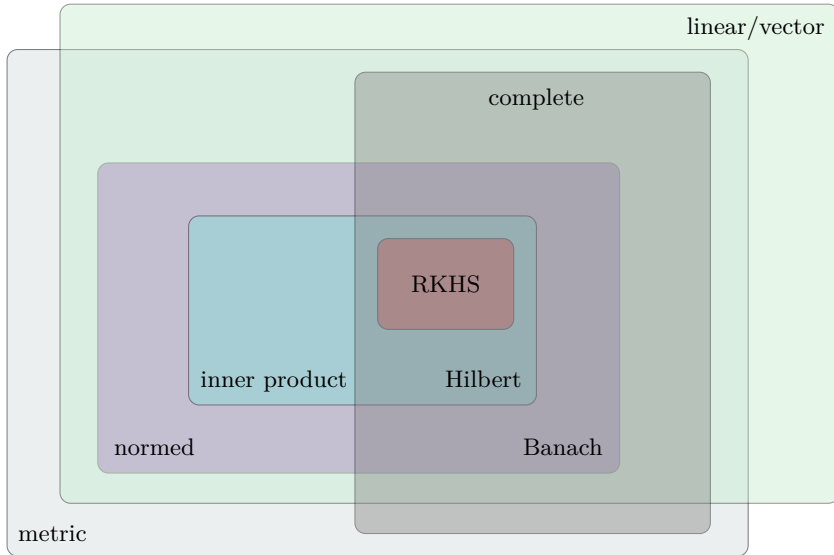 linear/vector
complete
RKHS
inner product
Hilbert
normed
Banach
metric